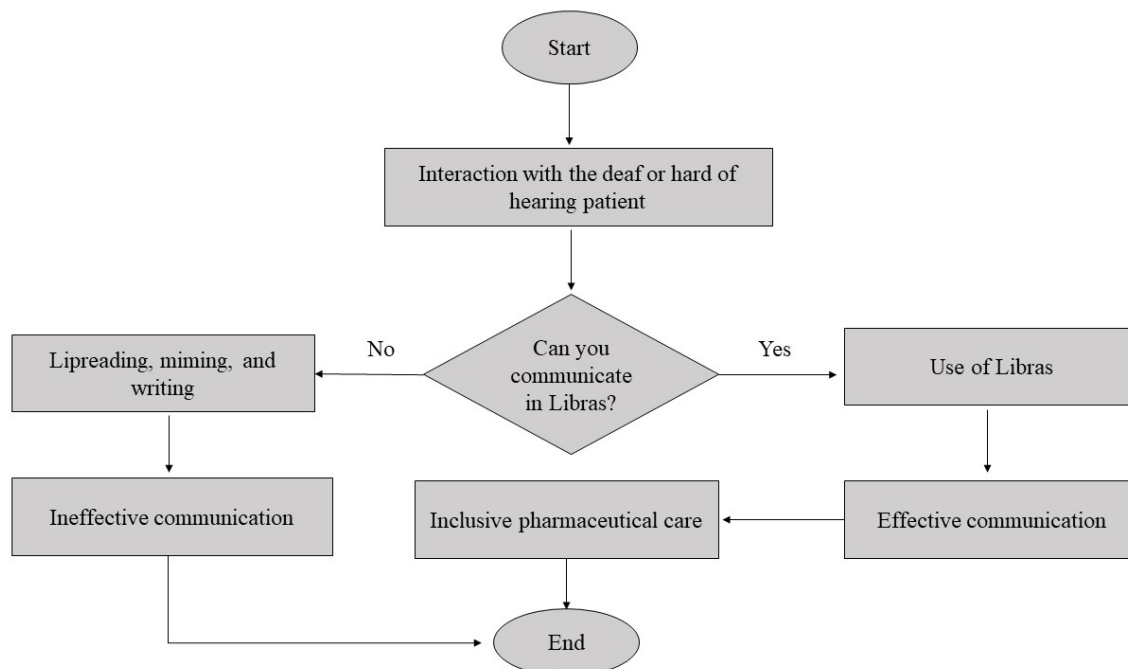 Start
Interaction with the deaf or hard of
hearing patient
No
Can you
communicate
in Libras?
Yes
Lipreading, miming, and
writing
Use of Libras
Ineffective communication
Inclusive pharmaceutical care
Effective communication
End